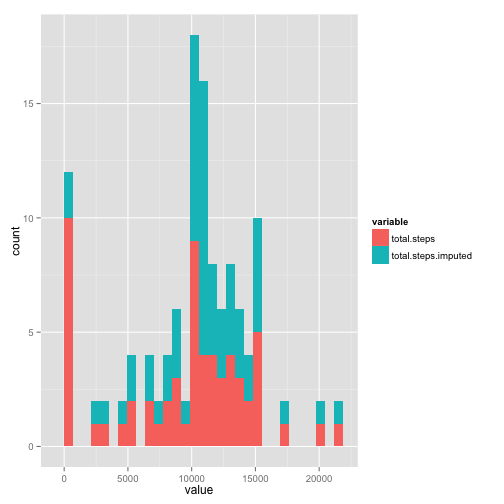 15
10
5
0
count
0 5000 10000 15000 20000
value
variable
total.steps
total.steps.imputed